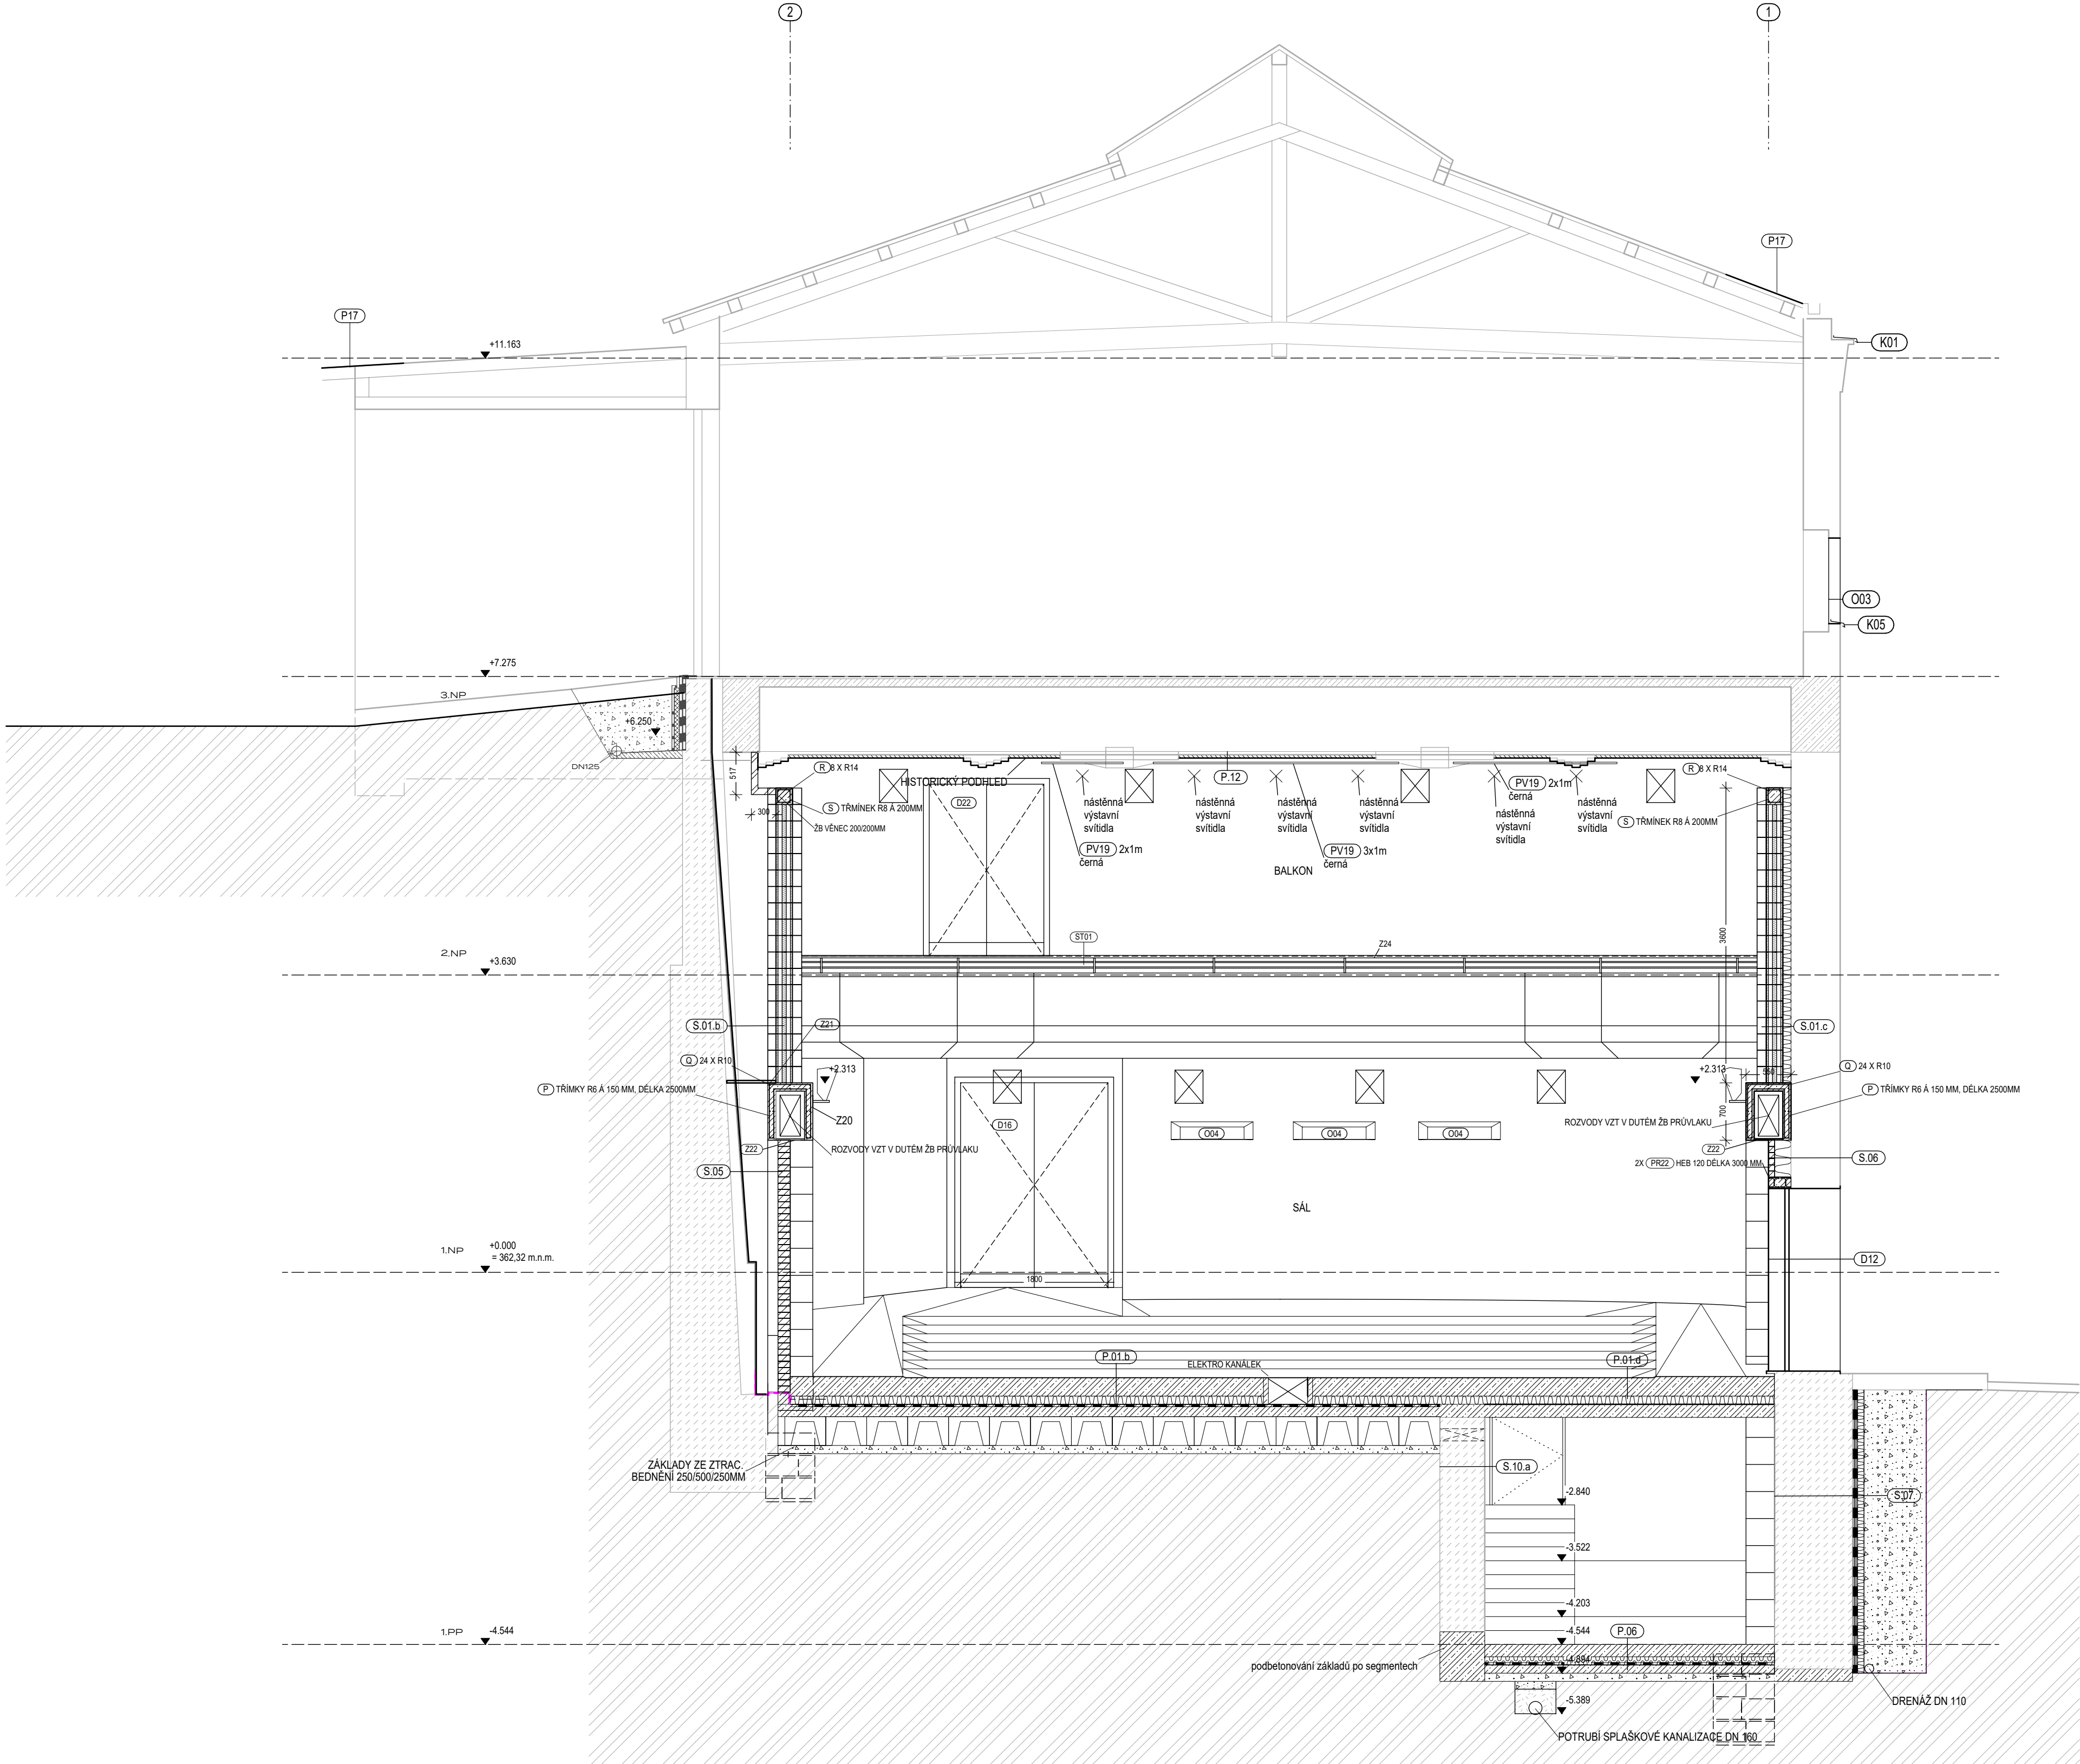 2
1
P17
P17
+11.163
K01
O03
K05
+7.275
3.NP
+6.250
DN125
517
300
R 8 X R14
S TŘMÍNEK R8 Á 200MM
ŽB VĚNEC 200/200MM
HISTORICKÝ PODHLED
D22
P.12
nástěnná
výstavní
svítidla
nástěnná
výstavní
svítidla
nástěnná
výstavní
svítidla
nástěnná
výstavní
svítidla
nástěnná
výstavní
svítidla
nástěnná
výstavní
svítidla
PV19 2x1m
černá
PV19 3x1m
černá
PV19 2x1m
černá
R 8 X R14
S TŘMÍNEK R8 Á 200MM
BALKON
3600
ST01
Z24
2.NP
+3.630
S.01.b
Z21
S.01.c
Q 24 X R10
P TŘÍMKY R6 Á 150 MM, DÉLKA 2500MM
+2.313
Z20
Z22
ROZVODY VZT V DUTÉM ŽB PRŮVLAKU
S.05
D16
O04
O04
O04
+2.313
550
700
Q 24 X R10
P TŘÍMKY R6 Á 150 MM, DÉLKA 2500MM
ROZVODY VZT V DUTÉM ŽB PRŮVLAKU
Z22
2X PR22 HEB 120 DÉLKA 3000 MM
S.06
SÁL
1.NP
+0.000
= 362,32 m.n.m.
D12
1800
P.01.b
ELEKTRO KANÁLEK
P.01.d
ZÁKLADY ZE ZTRAC.
BEDNĚNÍ 250/500/250MM
S.10.a
-2.840
S.07
-3.522
-4.203
1.PP
-4.544
-4.544
P.06
podbetonování základů po segmentech
-4.894
-5.389
DRENÁŽ DN 110
POTRUBÍ SPLAŠKOVÉ KANALIZACE DN 160